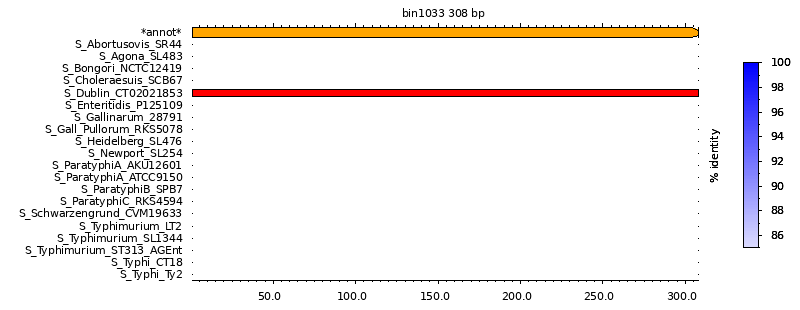 bin1033 308 bp
*annot*
S_Abortusovis_SR44
S_Agona_SL483
S_Bongori_NCTC12419
S_Choleraesuis_SCB67
S_Dublin_CT02021853
S_Enteritidis_P125109
S_Gallinarum_28791
S_Gall_Pullorum_RKS5078
S_Heidelberg_SL476
S_Newport_SL254
S_ParatyphiA_AKU12601
S_ParatyphiA_ATCC9150
S_ParatyphiB_SPB7
S_ParatyphiC_RKS4594
S_Schwarzengrund_CVM19633
S_Typhimurium_LT2
S_Typhimurium_SL1344
S_Typhimurium_ST313_AGEnt
S_Typhi_CT18
S_Typhi_Ty2
50.0 100.0 150.0 200.0 250.0 300.0
% identity
100
98
96
94
92
90
88
86